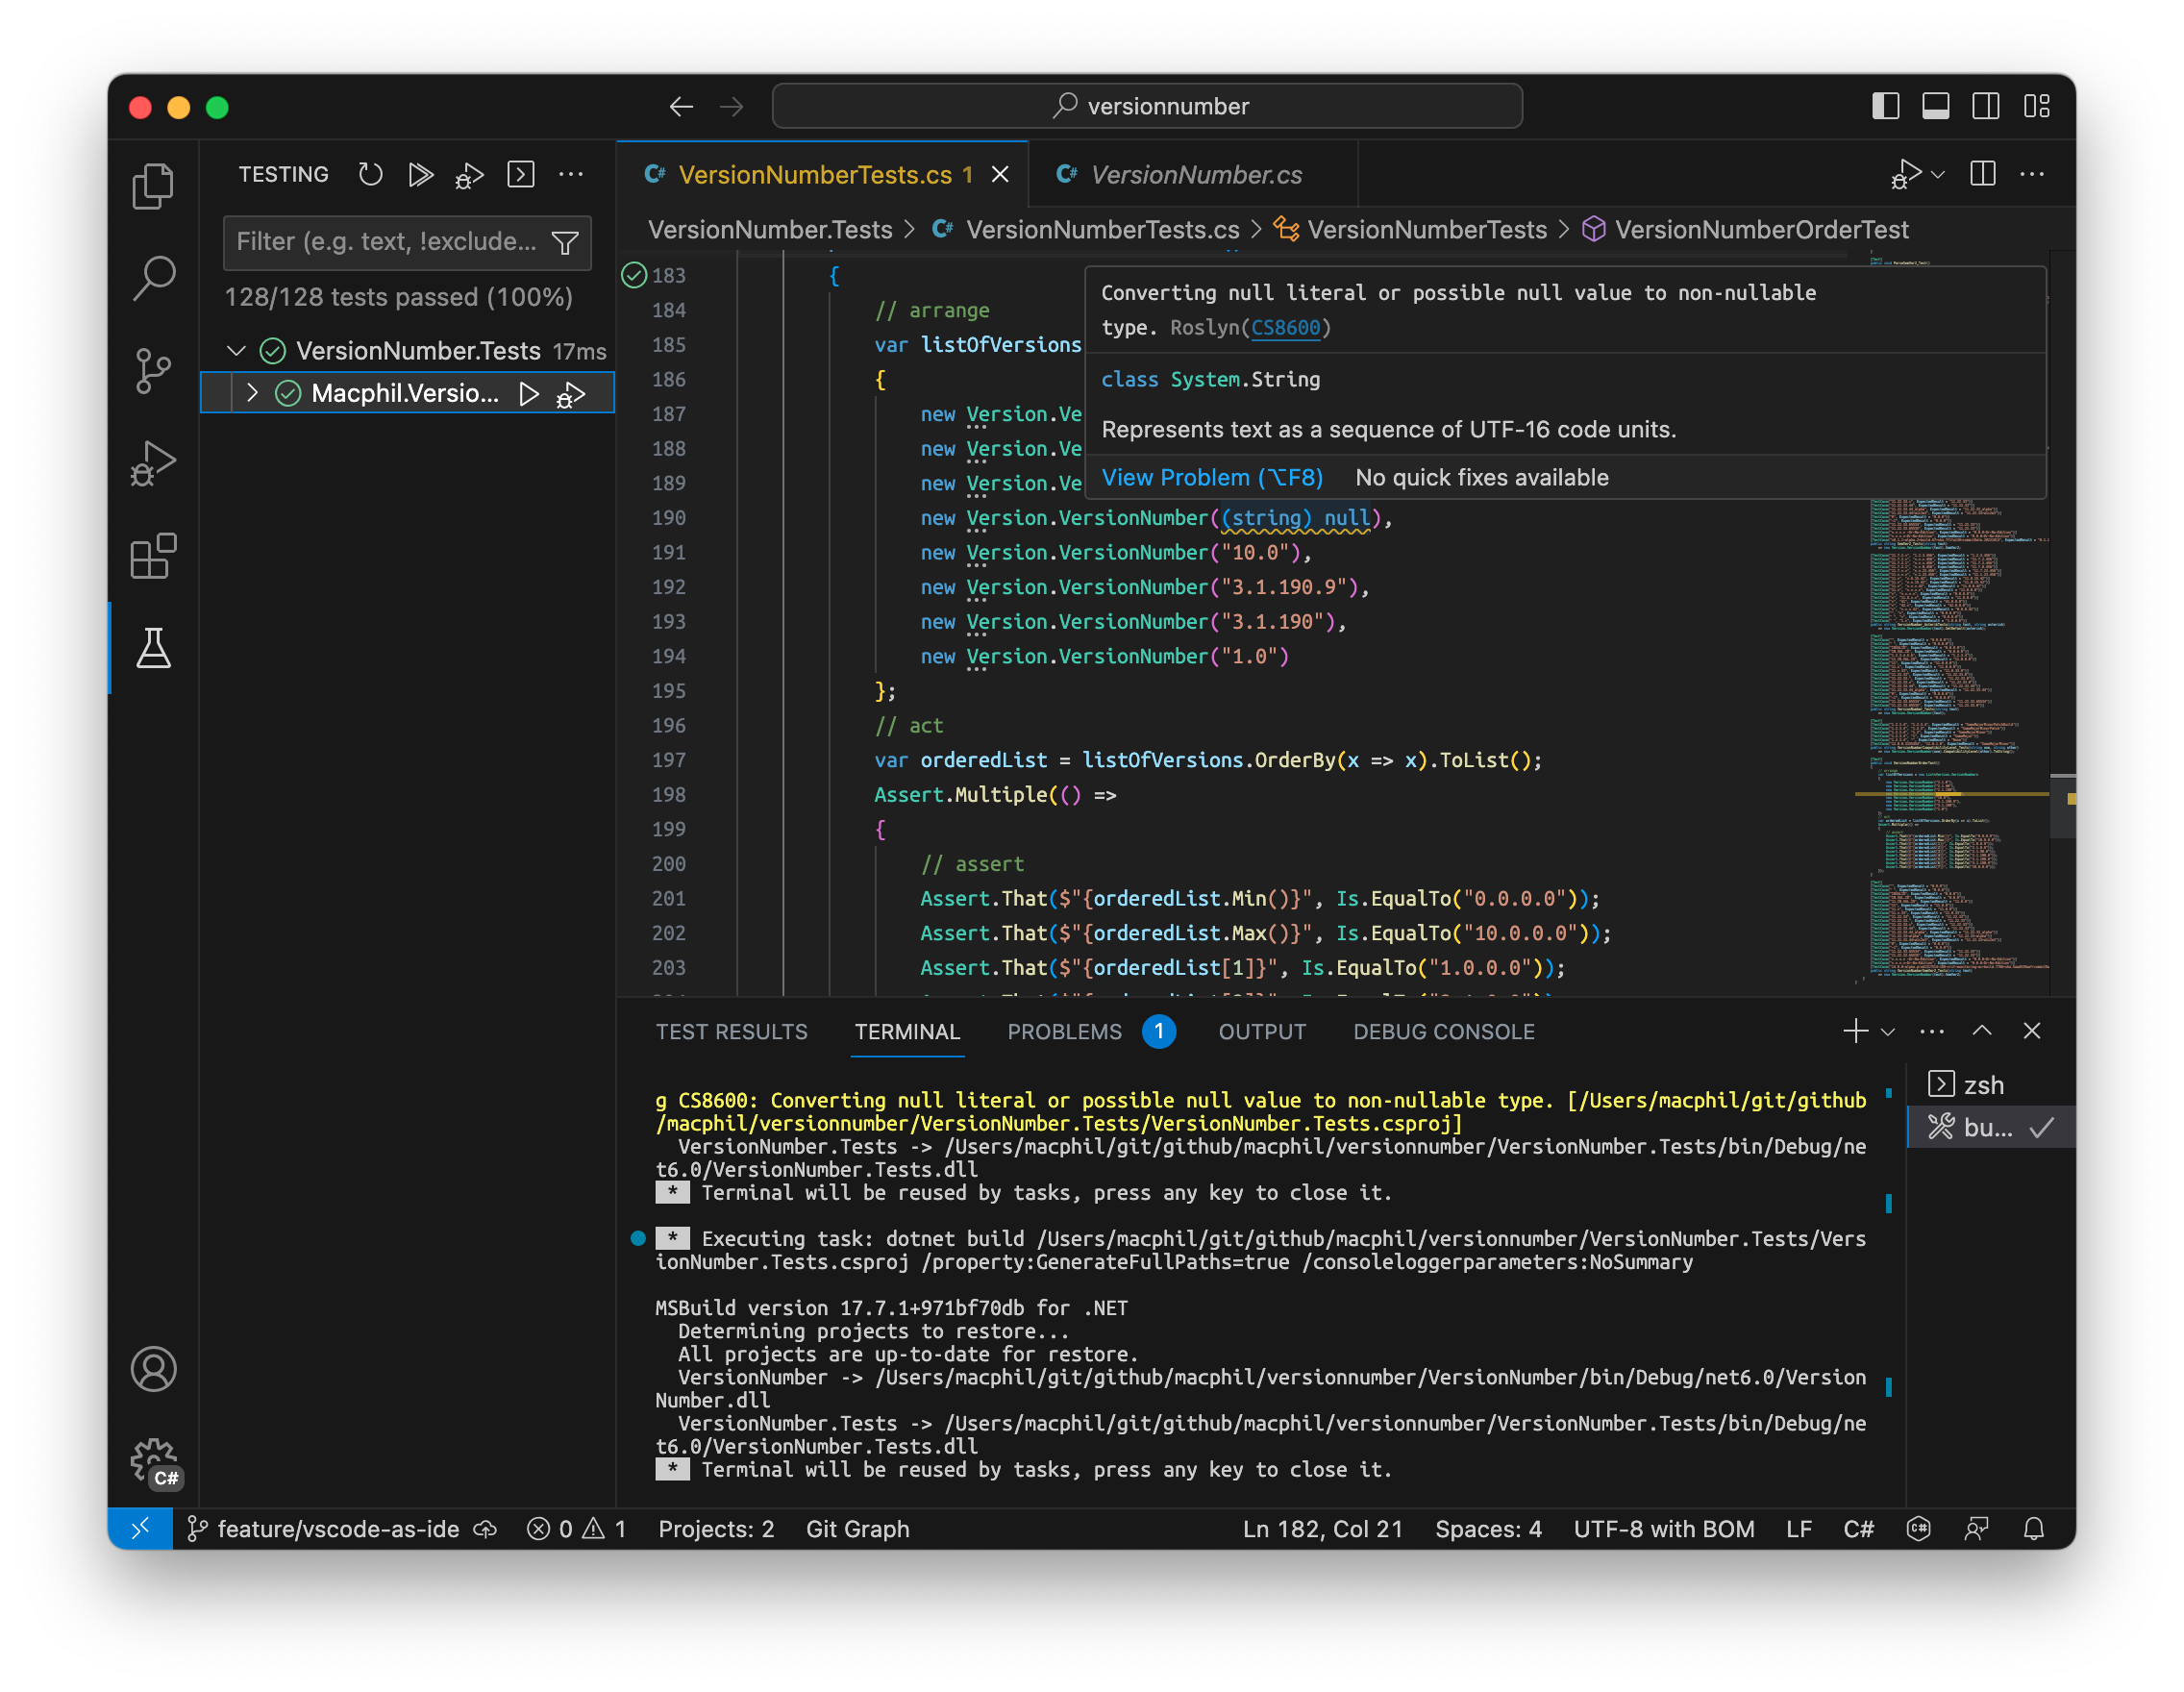 versionnumber
TESTING
Filter (e.g. text, !exclude...
128/128 tests passed (100%)
VersionNumber.Tests 17ms
Macphil.Versio...
C# VersionNumberTests.cs 1
C# VersionNumber.cs
VersionNumber.Tests > C# VersionNumberTests.cs > VersionNumberTests > VersionNumberOrderTest
183 {
184 // arrange
185 var listOfVersions
186 {
187 new Version.Ve
188 new Version.Ve
189 new Version.Ve
190 new Version.VersionNumber((string) null),
191 new Version.VersionNumber("10.0"),
192 new Version.VersionNumber("3.1.190.9"),
193 new Version.VersionNumber("3.1.190"),
194 new Version.VersionNumber("1.0")
195 };
196 // act
197 var orderedList = listOfVersions.OrderBy(x => x).ToList();
198 Assert.Multiple(() =>
199 {
200 // assert
201 Assert.That($"{orderedList.Min()}", Is.EqualTo("0.0.0.0"));
202 Assert.That($"{orderedList.Max()}", Is.EqualTo("10.0.0.0"));
203 Assert.That($"{orderedList[1]}", Is.EqualTo("1.0.0.0"));
Converting null literal or possible null value to non-nullable
type. Roslyn(CS8600)
class System.String
Represents text as a sequence of UTF-16 code units.
View Problem (⌥F8) No quick fixes available
TEST RESULTS TERMINAL PROBLEMS 1 OUTPUT DEBUG CONSOLE
g CS8600: Converting null literal or possible null value to non-nullable type. [/Users/macphil/git/github
/macphil/versionnumber/VersionNumber.Tests/VersionNumber.Tests.csproj]
VersionNumber.Tests -> /Users/macphil/git/github/macphil/versionnumber/VersionNumber.Tests/bin/Debug/ne
t6.0/VersionNumber.Tests.dll
* Terminal will be reused by tasks, press any key to close it.
* Executing task: dotnet build /Users/macphil/git/github/macphil/versionnumber/VersionNumber.Tests/Vers
ionNumber.Tests.csproj /property:GenerateFullPaths=true /consoleloggerparameters:NoSummary
MSBuild version 17.7.1+971bf70db for .NET
Determining projects to restore...
All projects are up-to-date for restore.
VersionNumber -> /Users/macphil/git/github/macphil/versionnumber/VersionNumber/bin/Debug/net6.0/Version
Number.dll
VersionNumber.Tests -> /Users/macphil/git/github/macphil/versionnumber/VersionNumber.Tests/bin/Debug/ne
t6.0/VersionNumber.Tests.dll
* Terminal will be reused by tasks, press any key to close it.
zsh
bu...
C#
feature/vscode-as-ide 0 1 Projects: 2 Git Graph Ln 182, Col 21 Spaces: 4 UTF-8 with BOM LF C#